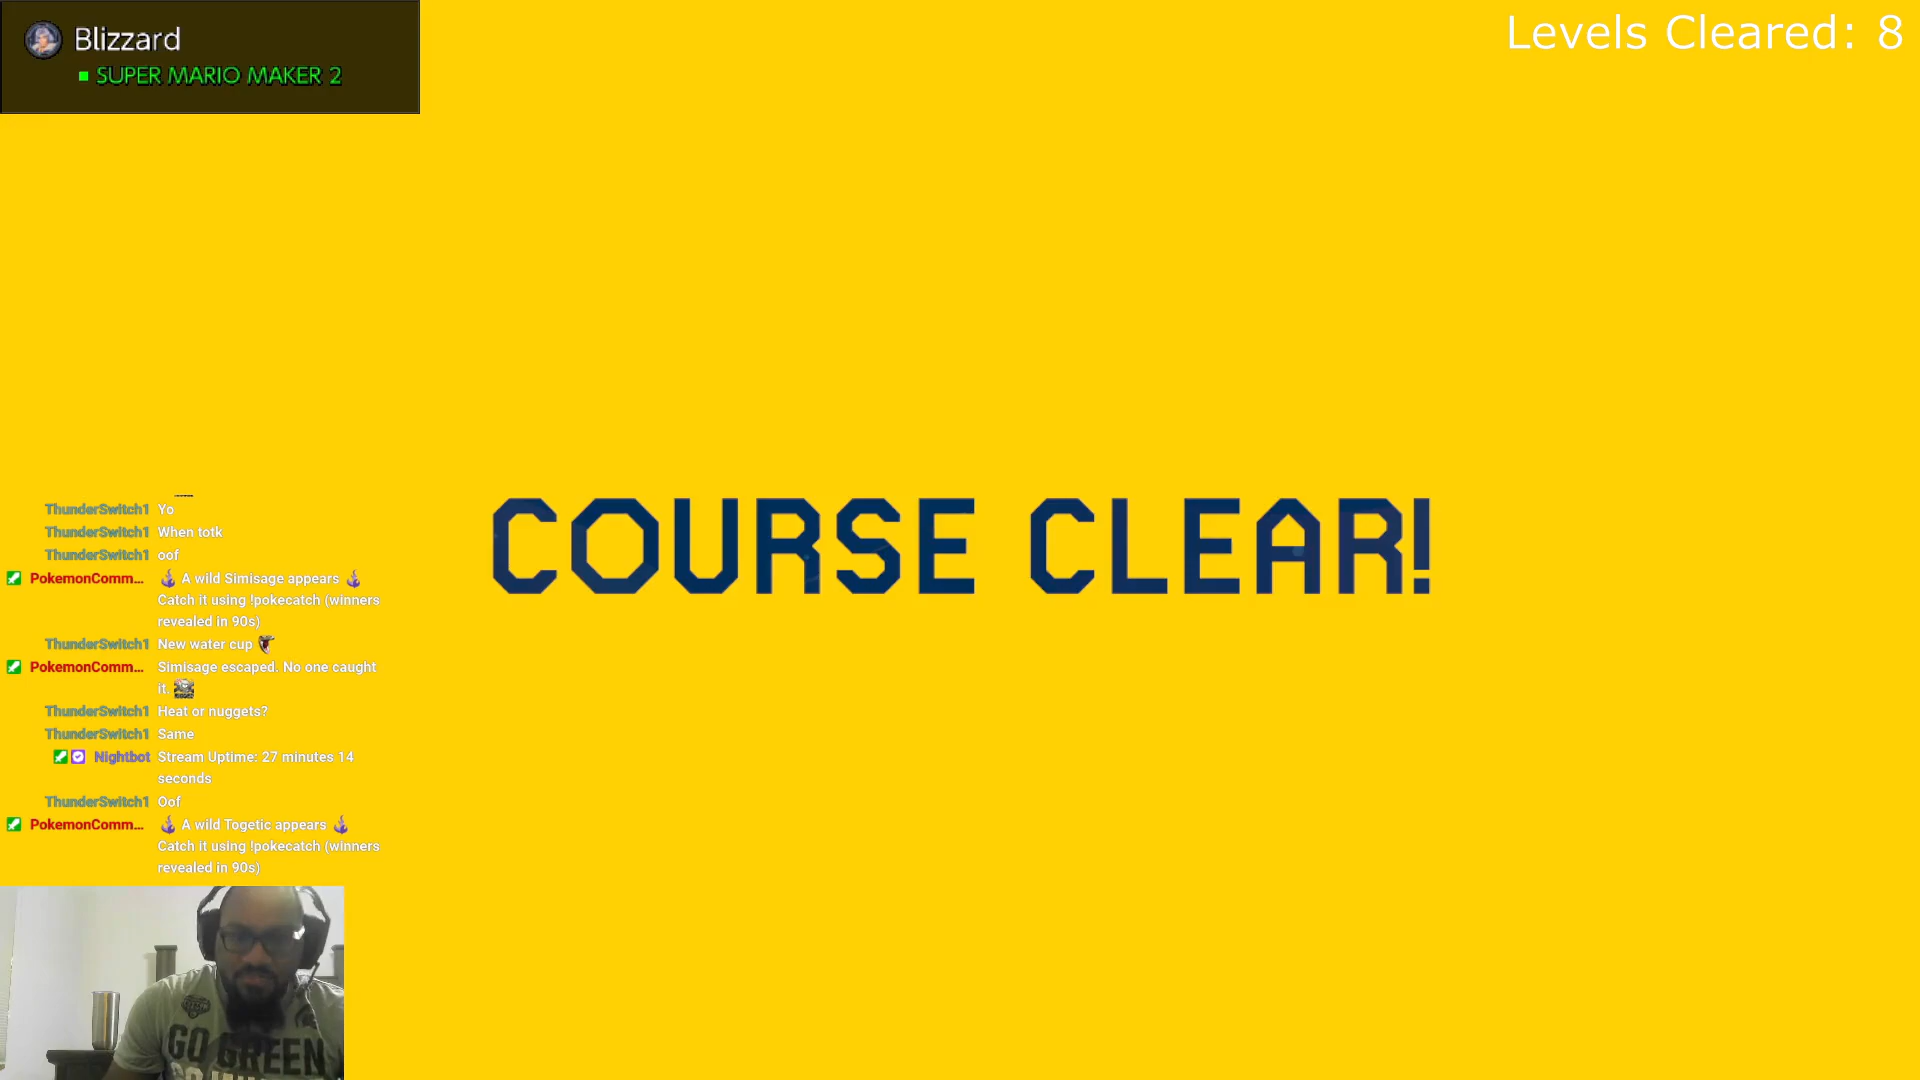 Blizzard
SUPER MARIO MAKER 2
Levels Cleared: 8
COURSE CLEAR!
ThunderSwitch1 Yo
ThunderSwitch1 When totk
ThunderSwitch1 oof
PokemonComm... A wild Simisage appears
Catch it using !pokecatch (winners
revealed in 90s)
ThunderSwitch1 New water cup
PokemonComm... Simisage escaped. No one caught
it.
ThunderSwitch1 Heat or nuggets?
ThunderSwitch1 Same
Nightbot Stream Uptime: 27 minutes 14
seconds
ThunderSwitch1 Oof
PokemonComm... A wild Togetic appears
Catch it using !pokecatch (winners
revealed in 90s)
GO GREEN